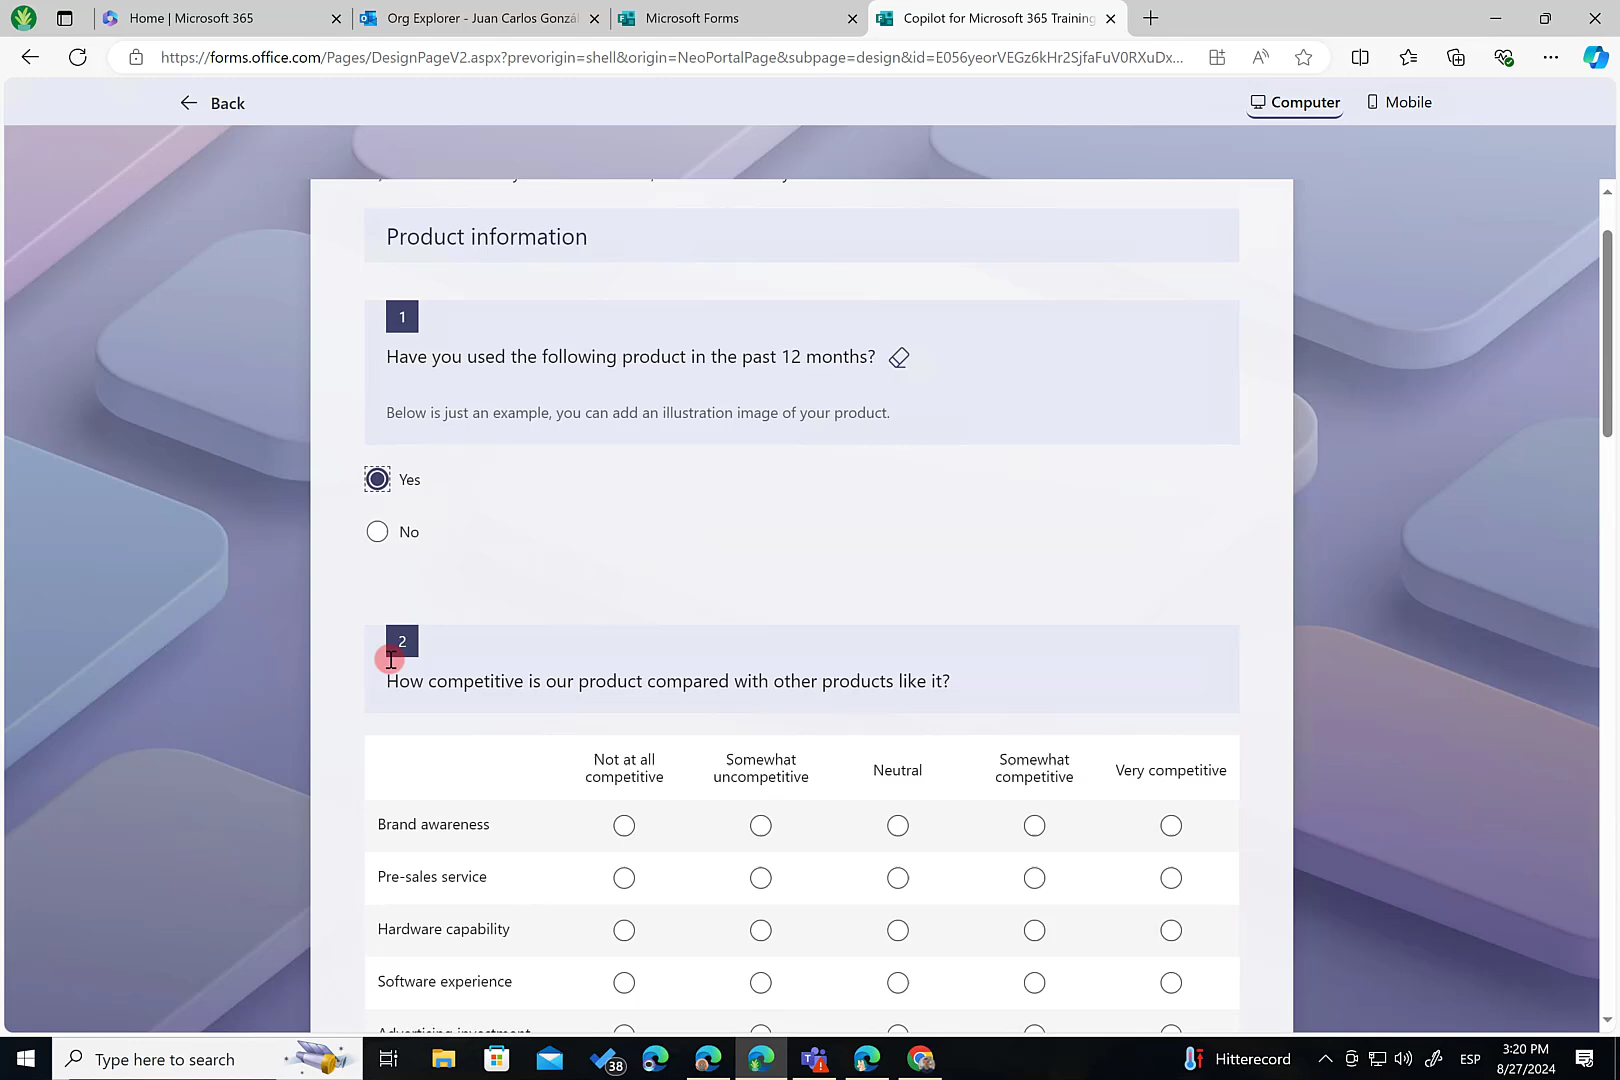 Home | Microsoft 365
Org Explorer - Juan Carlos Gonzál
Microsoft Forms
Copilot for Microsoft 365 Training
https://forms.office.com/Pages/DesignPageV2.aspx?prevorigin=shell&origin=NeoPortalPage&subpage=design&id=E056yeorVEGz6kHr2SjfaFuV0RXuDx...
Back
Computer
Mobile
Product information
1
Have you used the following product in the past 12 months?
Below is just an example, you can add an illustration image of your product.
Yes
No
2
How competitive is our product compared with other products like it?
Not at all competitive
Somewhat uncompetitive
Neutral
Somewhat competitive
Very competitive
Brand awareness
Pre-sales service
Hardware capability
Software experience
Advertising investment
Type here to search
38
Hitterecord
ESP
3:20 PM
8/27/2024